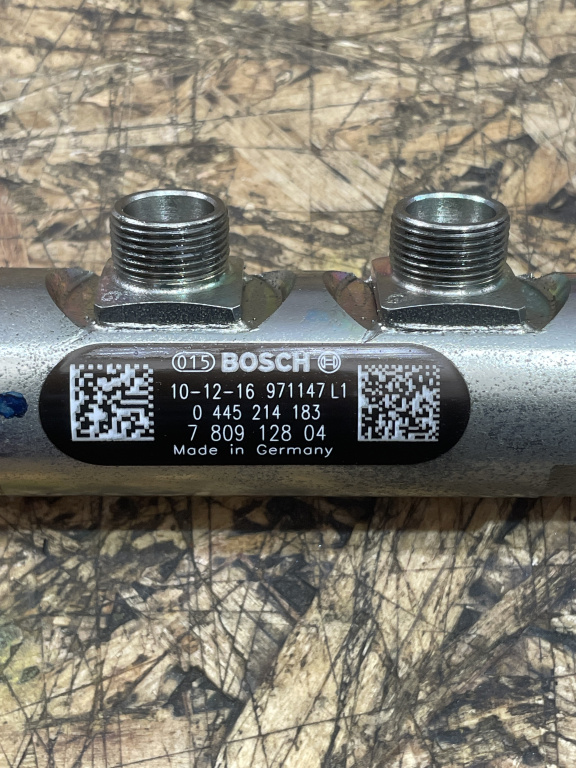 015 BOSCH
10-12-16 971147 L1
0 445 214 183
7 809 128 04
Made in Germany